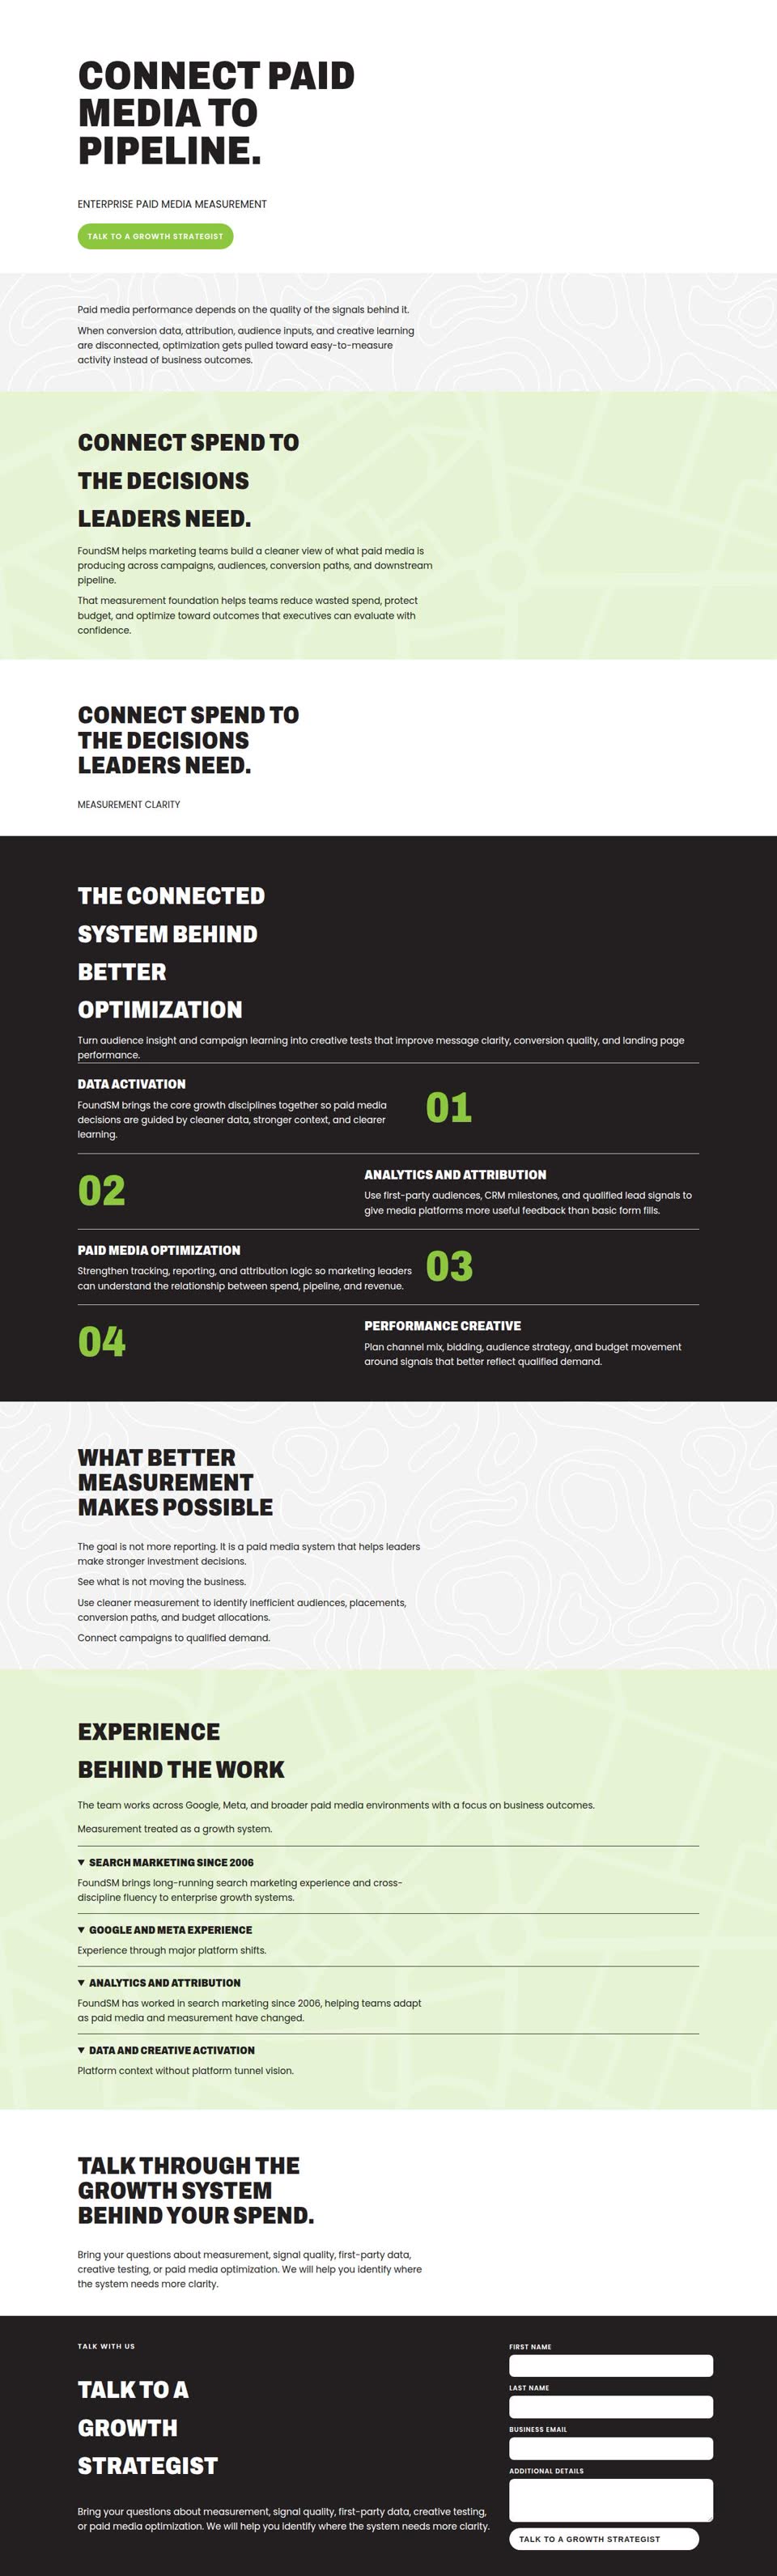 CONNECT PAID
MEDIA TO
PIPELINE.
ENTERPRISE PAID MEDIA MEASUREMENT
TALK TO A GROWTH STRATEGIST
Paid media performance depends on the quality of the signals behind it.
When conversion data, attribution, audience inputs, and creative learning
are disconnected, optimization gets pulled toward easy-to-measure
activity instead of business outcomes.
CONNECT SPEND TO
THE DECISIONS
LEADERS NEED.
FoundSM helps marketing teams build a cleaner view of what paid media is
producing across campaigns, audiences, conversion paths, and downstream
pipeline.
That measurement foundation helps teams reduce wasted spend, protect
budget, and optimize toward outcomes that executives can evaluate with
confidence.
CONNECT SPEND TO
THE DECISIONS
LEADERS NEED.
MEASUREMENT CLARITY
THE CONNECTED
SYSTEM BEHIND
BETTER
OPTIMIZATION
Turn audience insight and campaign learning into creative tests that improve message clarity, conversion quality, and landing page
performance.
DATA ACTIVATION
FoundSM brings the core growth disciplines together so paid media
decisions are guided by cleaner data, stronger context, and clearer
learning.
01
02
ANALYTICS AND ATTRIBUTION
Use first-party audiences, CRM milestones, and qualified lead signals to
give media platforms more useful feedback than basic form fills.
PAID MEDIA OPTIMIZATION
Strengthen tracking, reporting, and attribution logic so marketing leaders
can understand the relationship between spend, pipeline, and revenue.
03
04
PERFORMANCE CREATIVE
Plan channel mix, bidding, audience strategy, and budget movement
around signals that better reflect qualified demand.
WHAT BETTER
MEASUREMENT
MAKES POSSIBLE
The goal is not more reporting. It is a paid media system that helps leaders
make stronger investment decisions.
See what is not moving the business.
Use cleaner measurement to identify inefficient audiences, placements,
conversion paths, and budget allocations.
Connect campaigns to qualified demand.
EXPERIENCE
BEHIND THE WORK
The team works across Google, Meta, and broader paid media environments with a focus on business outcomes.
Measurement treated as a growth system.
▼ SEARCH MARKETING SINCE 2006
FoundSM brings long-running search marketing experience and cross-
discipline fluency to enterprise growth systems.
▼ GOOGLE AND META EXPERIENCE
Experience through major platform shifts.
▼ ANALYTICS AND ATTRIBUTION
FoundSM has worked in search marketing since 2006, helping teams adapt
as paid media and measurement have changed.
▼ DATA AND CREATIVE ACTIVATION
Platform context without platform tunnel vision.
TALK THROUGH THE
GROWTH SYSTEM
BEHIND YOUR SPEND.
Bring your questions about measurement, signal quality, first-party data,
creative testing, or paid media optimization. We will help you identify where
the system needs more clarity.
TALK WITH US
TALK TO A
GROWTH
STRATEGIST
Bring your questions about measurement, signal quality, first-party data, creative testing,
or paid media optimization. We will help you identify where the system needs more clarity.
FIRST NAME
LAST NAME
BUSINESS EMAIL
ADDITIONAL DETAILS
TALK TO A GROWTH STRATEGIST